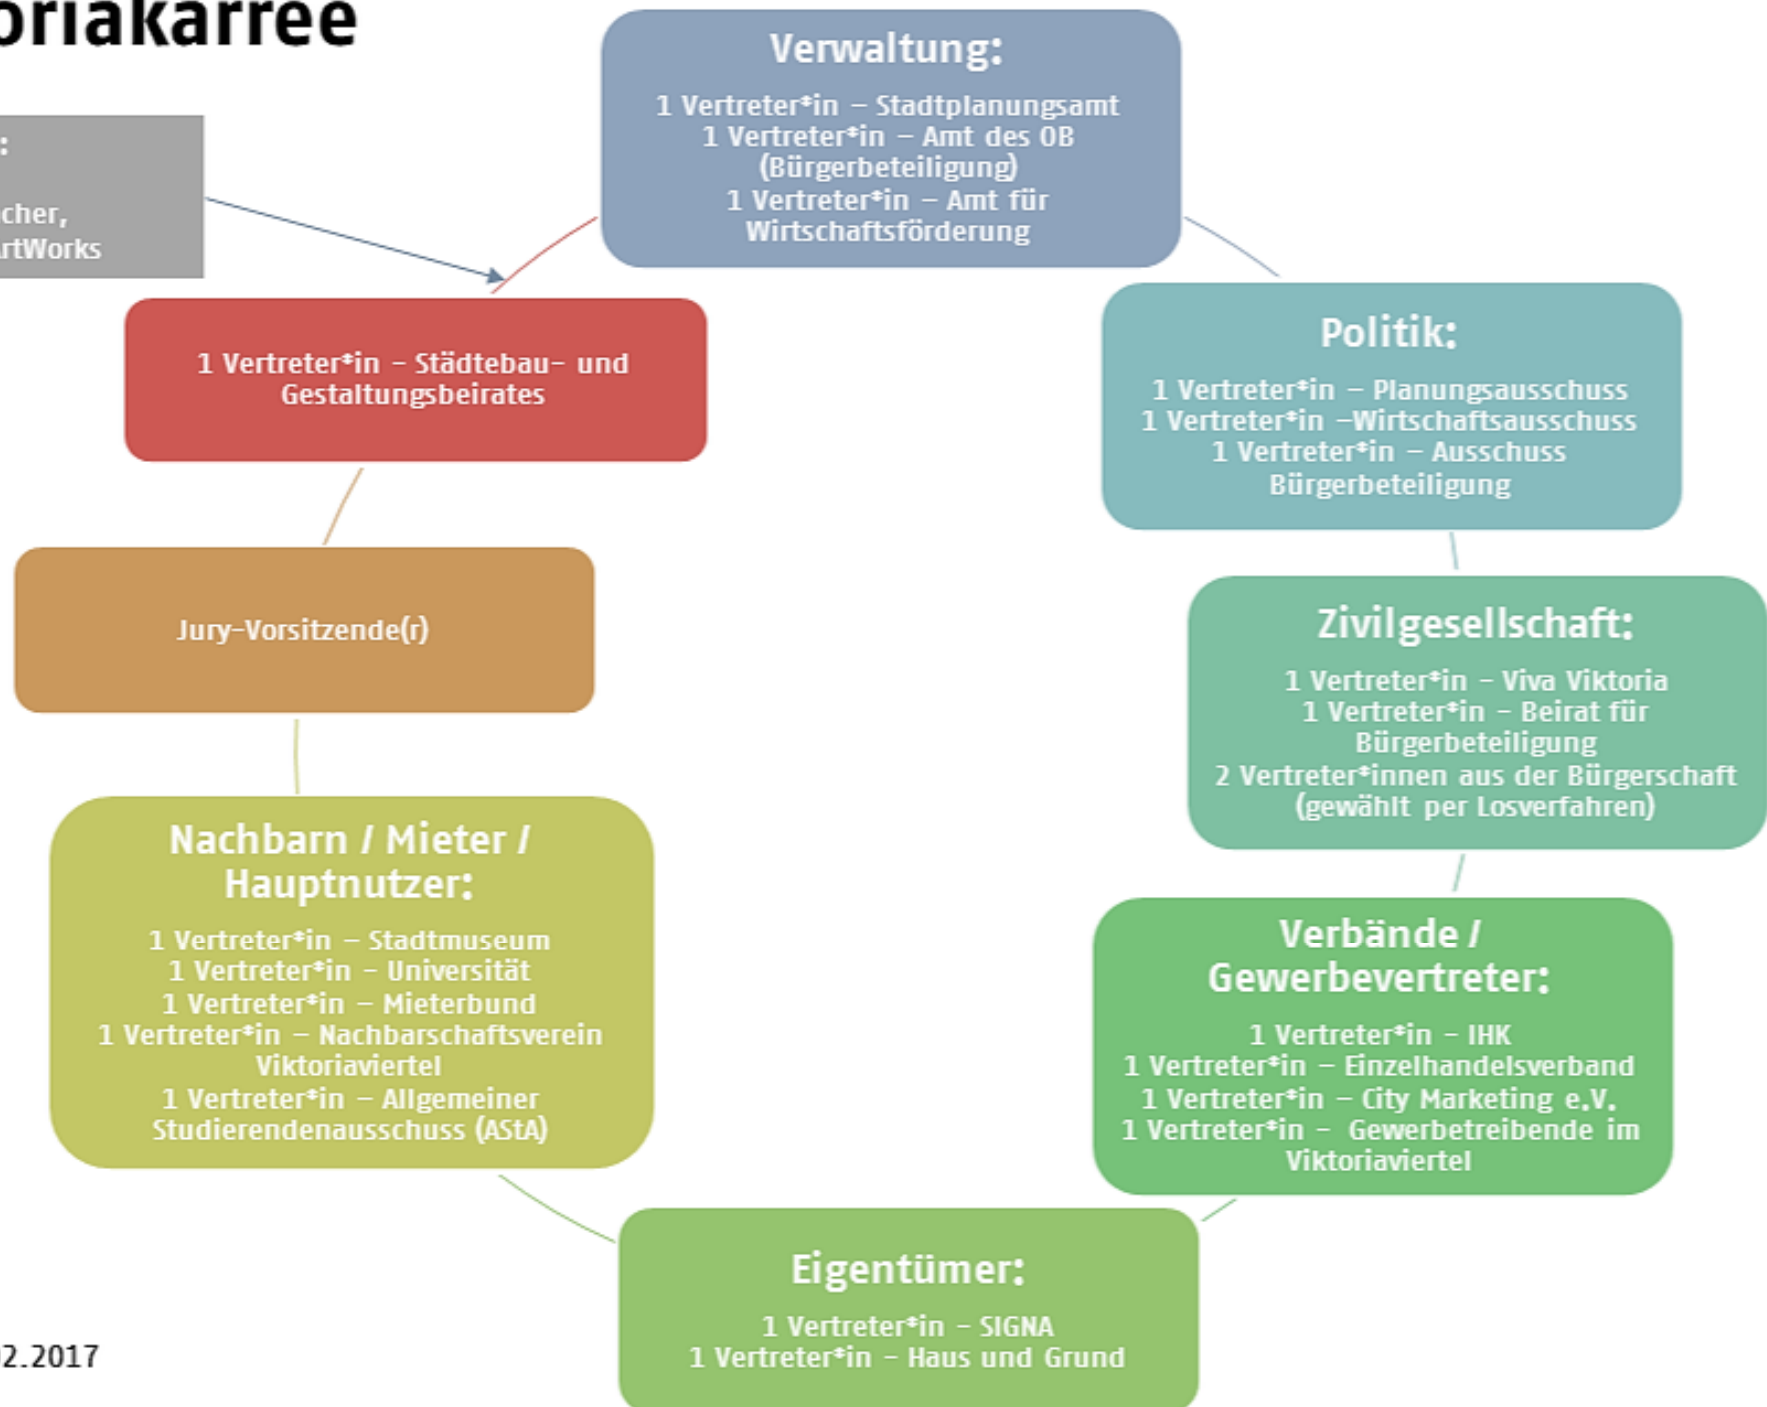 oriakarree
:
cher,
rtWorks
Verwaltung:
1 Vertreter*in – Stadtplanungsamt
1 Vertreter*in – Amt des OB
(Bürgerbeteiligung)
1 Vertreter*in – Amt für
Wirtschaftsförderung
Politik:
1 Vertreter*in – Planungsausschuss
1 Vertreter*in –Wirtschaftsausschuss
1 Vertreter*in – Ausschuss
Bürgerbeteiligung
Zivilgesellschaft:
1 Vertreter*in - Viva Viktoria
1 Vertreter*in - Beirat für
Bürgerbeteiligung
2 Vertreter*innen aus der Bürgerschaft
(gewählt per Losverfahren)
Verbände /
Gewerbevertreter:
1 Vertreter*in - IHK
1 Vertreter*in – Einzelhandelsverband
1 Vertreter*in – City Marketing e.V.
1 Vertreter*in - Gewerbetreibende im
Viktoriaviertel
Eigentümer:
1 Vertreter*in - SIGNA
1 Vertreter*in - Haus und Grund
Nachbarn / Mieter /
Hauptnutzer:
1 Vertreter*in – Stadtmuseum
1 Vertreter*in - Universität
1 Vertreter*in – Mieterbund
1 Vertreter*in – Nachbarschaftsverein
Viktoriaviertel
1 Vertreter*in – Allgemeiner
Studierendenausschuss (AStA)
Jury-Vorsitzende(r)
1 Vertreter*in - Städtebau- und
Gestaltungsbeirates
02.2017